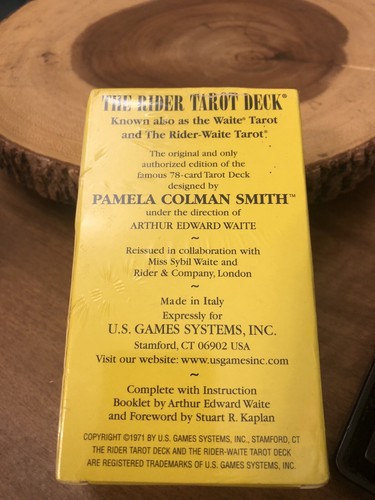 THE RIDER TAROT DECK®
Known also as the Waite® Tarot
and The Rider-Waite Tarot®.
The original and only
authorized edition of the
famous 78-card Tarot Deck
designed by
PAMELA COLMAN SMITH™
under the direction of
ARTHUR EDWARD WAITE
~
Reissued in collaboration with
Miss Sybil Waite and
Rider & Company, London
~
Made in Italy
Expressly for
U.S. GAMES SYSTEMS, INC.
Stamford, CT 06902 USA
Visit our website: www.usgamesinc.com
~
Complete with Instruction
Booklet by Arthur Edward Waite
and Foreword by Stuart R. Kaplan
COPYRIGHT ©1971 BY U.S. GAMES SYSTEMS, INC., STAMFORD, CT
THE RIDER TAROT DECK AND THE RIDER-WAITE TAROT DECK
ARE REGISTERED TRADEMARKS OF U.S. GAMES SYSTEMS, INC.